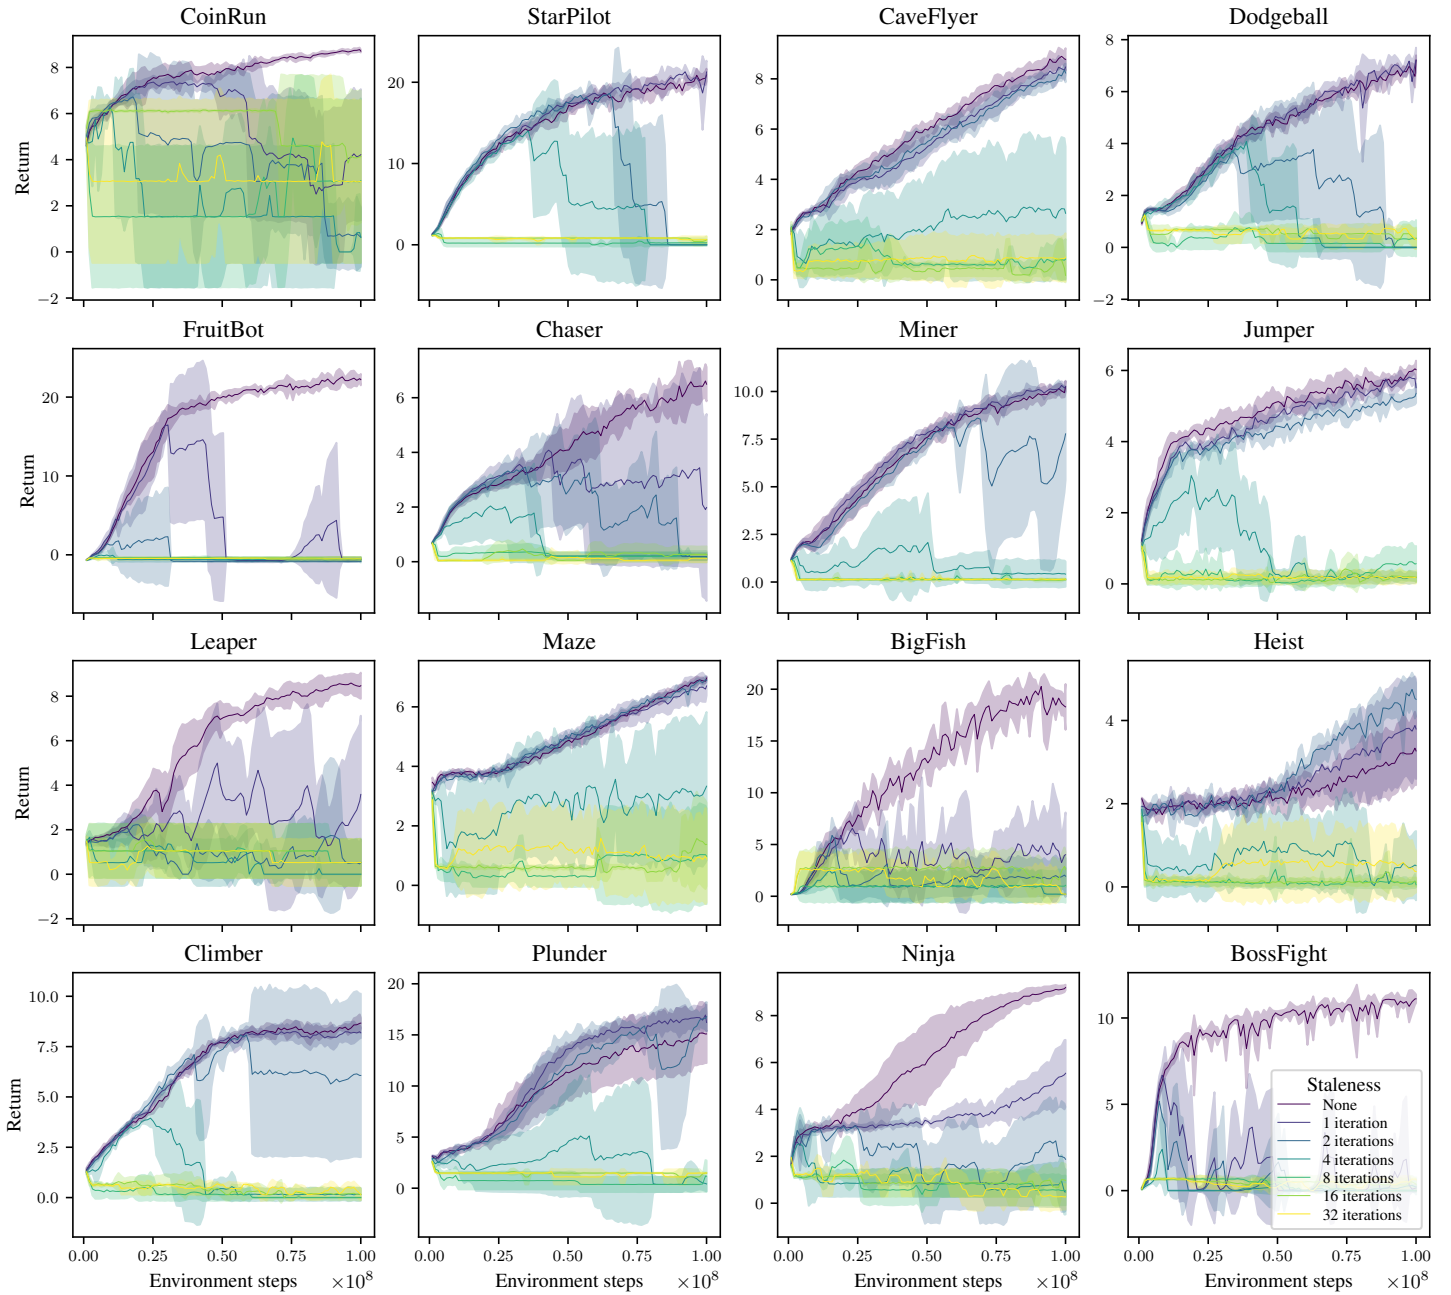 CoinRun
StarPilot
CaveFlyer
Dodgeball
Return
8
6
4
2
0
−2
20
10
0
8
6
4
2
0
8
6
4
2
0
−2
FruitBot
Chaser
Miner
Jumper
Return
20
10
0
6
4
2
0
10.0
7.5
5.0
2.5
0.0
6
4
2
0
Leaper
Maze
BigFish
Heist
Return
8
6
4
2
0
−2
6
4
2
0
20
15
10
5
0
4
2
0
Climber
Plunder
Ninja
BossFight
Return
10.0
7.5
5.0
2.5
0.0
20
15
10
5
0
8
6
4
2
0
10
5
0
Staleness
None
1 iteration
2 iterations
4 iterations
8 iterations
16 iterations
32 iterations
0.00 0.25 0.50 0.75 1.00
0.00 0.25 0.50 0.75 1.00
0.00 0.25 0.50 0.75 1.00
0.00 0.25 0.50 0.75 1.00
Environment steps ×10⁸
Environment steps ×10⁸
Environment steps ×10⁸
Environment steps ×10⁸